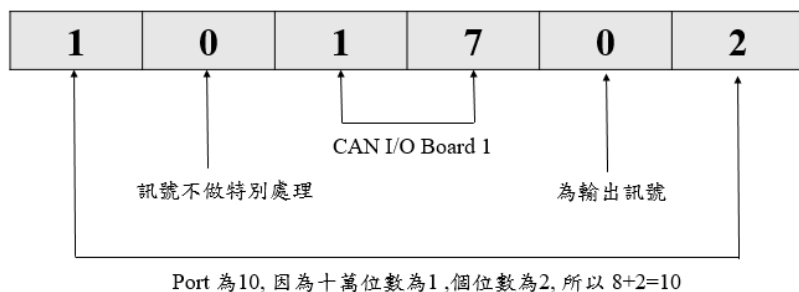 1 0 1 7 0 2
CAN I/O Board 1
訊號不做特別處理
為輸出訊號
Port 為10, 因為十萬位數為1 ,個位數為2, 所以 8+2=10